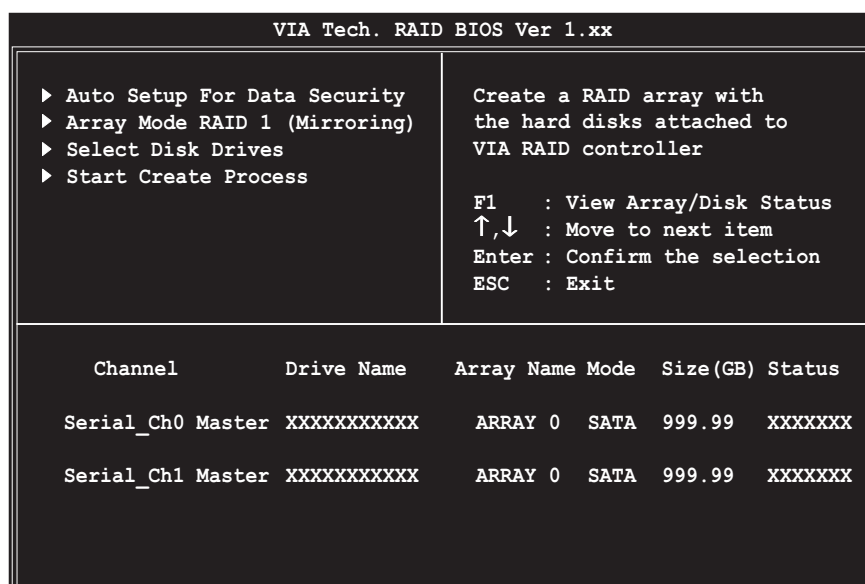 VIA Tech. RAID BIOS Ver 1.xx
Auto Setup For Data Security
Array Mode RAID 1 (Mirroring)
Select Disk Drives
Start Create Process
Create a RAID array with
the hard disks attached to
VIA RAID controller
F1 : View Array/Disk Status
↑,↓ : Move to next item
Enter : Confirm the selection
ESC : Exit
Channel Drive Name Array Name Mode Size(GB) Status
Serial_Ch0 Master XXXXXXXXXXX ARRAY 0 SATA 999.99 XXXXXXX
Serial_Ch1 Master XXXXXXXXXXX ARRAY 0 SATA 999.99 XXXXXXX